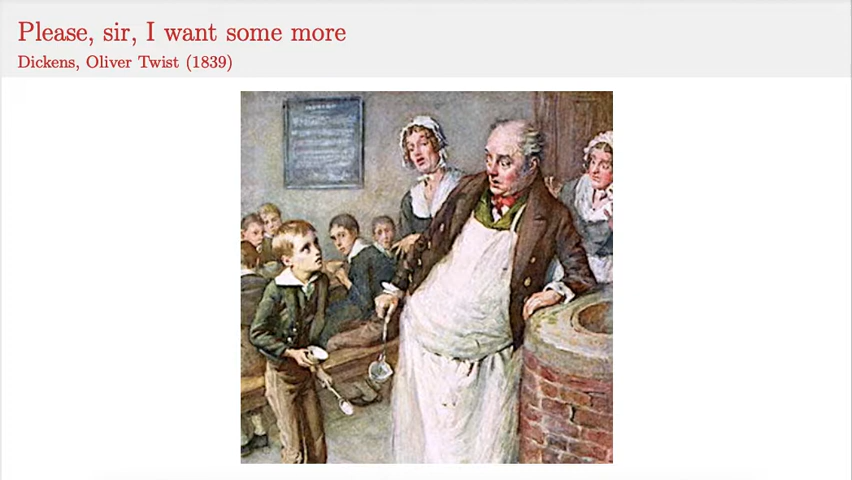 Please, sir, I want some more
Dickens, Oliver Twist (1839)